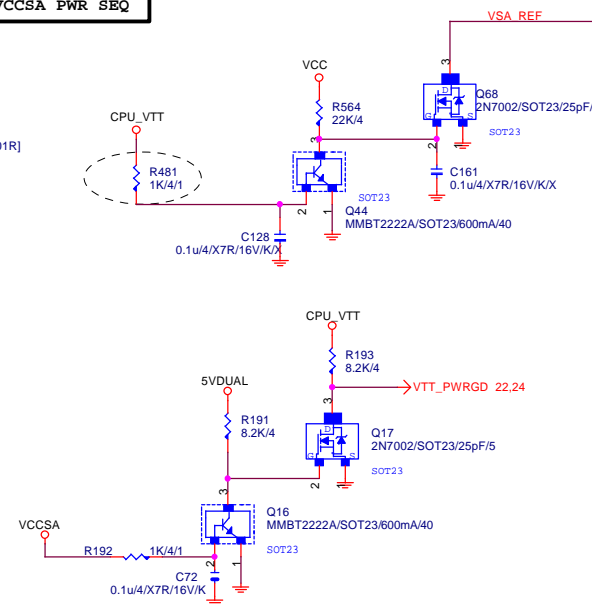 VCCSA PWR SEQ
VSA_REF
VCC
3
D
Q68
2N7002/SOT23/25pF/
G
S
SOT23
2
1
R564
22K/4
CPU_VTT
01R]
R481
1K/4/1
3
SOT23
C161
0.1u/4/X7R/16V/K/X
2
1
Q44
MMBT2222A/SOT23/600mA/40
C128
0.1u/4/X7R/16V/K/X
CPU_VTT
R193
8.2K/4
5VDUAL
VTT_PWRGD 22,24
R191
8.2K/4
3
D
Q17
2N7002/SOT23/25pF/5
G
S
SOT23
2
1
3
Q16
MMBT2222A/SOT23/600mA/40
VCCSA
SOT23
R192
1K/4/1
2
1
C72
0.1u/4/X7R/16V/K